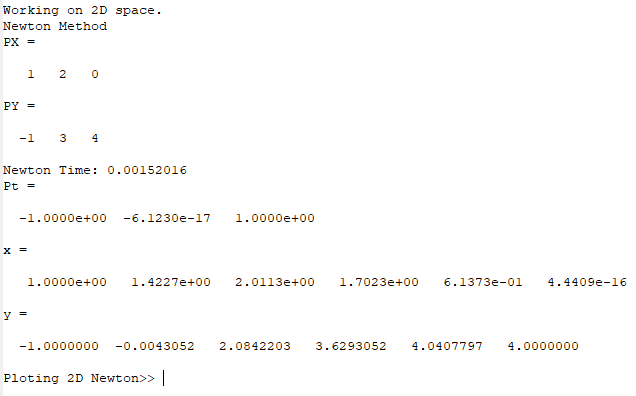 Working on 2D space.
Newton Method
PX =
1 2 0
PY =
-1 3 4
Newton Time: 0.00152016
Pt =
-1.0000e+00 -6.1230e-17 1.0000e+00
x =
1.0000e+00 1.4227e+00 2.0113e+00 1.7023e+00 6.1373e-01 4.4409e-16
y =
-1.0000000 -0.0043052 2.0842203 3.6293052 4.0407797 4.0000000
Ploting 2D Newton>>